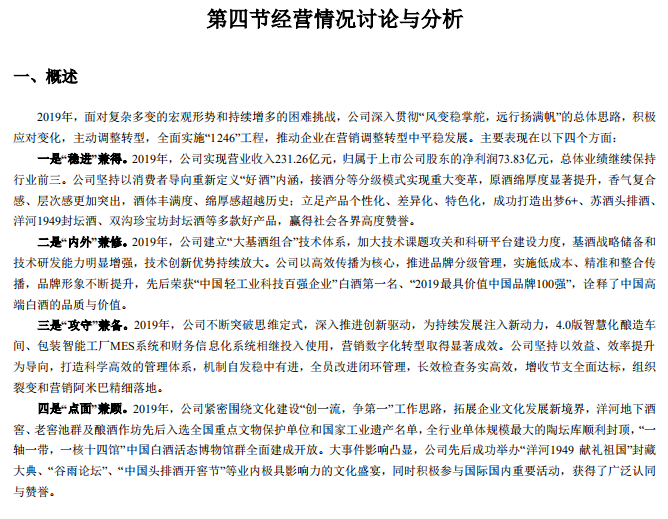 第四节经营情况讨论与分析
一、概述
2019年，面对复杂多变的宏观形势和持续增多的困难挑战，公司深入贯彻“风变稳掌舵，远行扬满帆”的总体思路，积极
应对变化，主动调整转型，全面实施“1246”工程，推动企业在营销调整转型中平稳发展。主要表现在以下四个方面：
一是“稳进”兼得。2019年，公司实现营业收入231.26亿元，归属于上市公司股东的净利润73.83亿元，总体业绩继续保持
行业前三。公司坚持以消费者导向重新定义“好酒”内涵，接酒分等分级模式实现重大变革，原酒绵厚度显著提升，香气复合
感、层次感更加突出，酒体丰满度、绵厚感超越历史；立足产品个性化、差异化、特色化，成功打造出梦6+、苏酒头排酒、
洋河1949封坛酒、双沟珍宝坊封坛酒等多款好产品，赢得社会各界高度赞誉。
二是“内外”兼修。2019年，公司建立“大基酒组合”技术体系，加大技术课题攻关和科研平台建设力度，基酒战略储备和
技术研发能力明显增强，技术创新优势持续放大。公司以高效传播为核心，推进品牌分级管理，实施低成本、精准和整合传
播，品牌形象不断提升，先后荣获“中国轻工业科技百强企业”白酒第一名、“2019最具价值中国品牌100强”，诠释了中国高
端白酒的品质与价值。
三是“攻守”兼备。2019年，公司不断突破思维定式，深入推进创新驱动，为持续发展注入新动力，4.0版智慧化酿造车
间、包装智能工厂MES系统和财务信息化系统相继投入使用，营销数字化转型取得显著成效。公司坚持以效益、效率提升
为导向，打造科学高效的管理体系，机制自发稳中有进，全员改进闭环管理，长效检查务实高效，增收节支全面达标，组织
裂变和营销阿米巴精细落地。
四是“点面”兼顾。2019年，公司紧密围绕文化建设“创一流，争第一”工作思路，拓展企业文化发展新境界，洋河地下酒
窖、老窖池群及酿酒作坊先后入选全国重点文物保护单位和国家工业遗产名单，全行业单体规模最大的陶坛库顺利封顶，“一
轴一带，一核十四馆”中国白酒活态博物馆群全面建成开放。大事件影响凸显，公司先后成功举办“洋河1949 献礼祖国”封藏
大典、“谷雨论坛”、“中国头排酒开窖节”等业内极具影响力的文化盛宴，同时积极参与国际国内重要活动，获得了广泛认同
与赞誉。